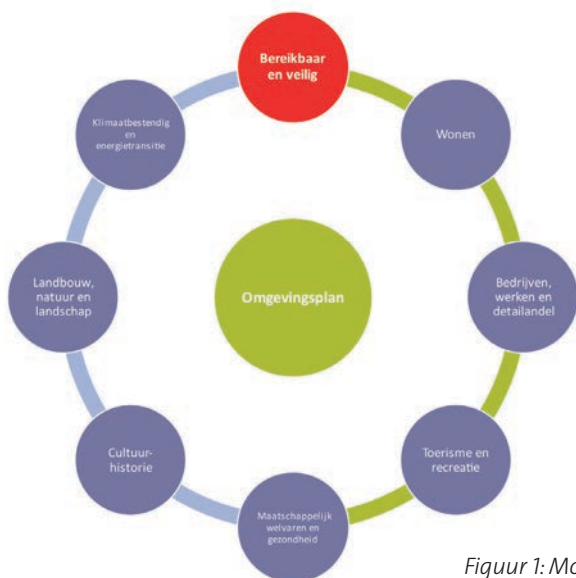 Bereikbaar
en veilig
Wonen
Bedrijven,
werken en
detailandel
Toerisme en
recreatie
Maatschappelijk
welvaren en
gezondheid
Cultuur-
historie
Landbouw,
natuur en
landschap
Klimaatbestendig
en
energietransitie
Omgevingsplan
Figuur 1: Mo